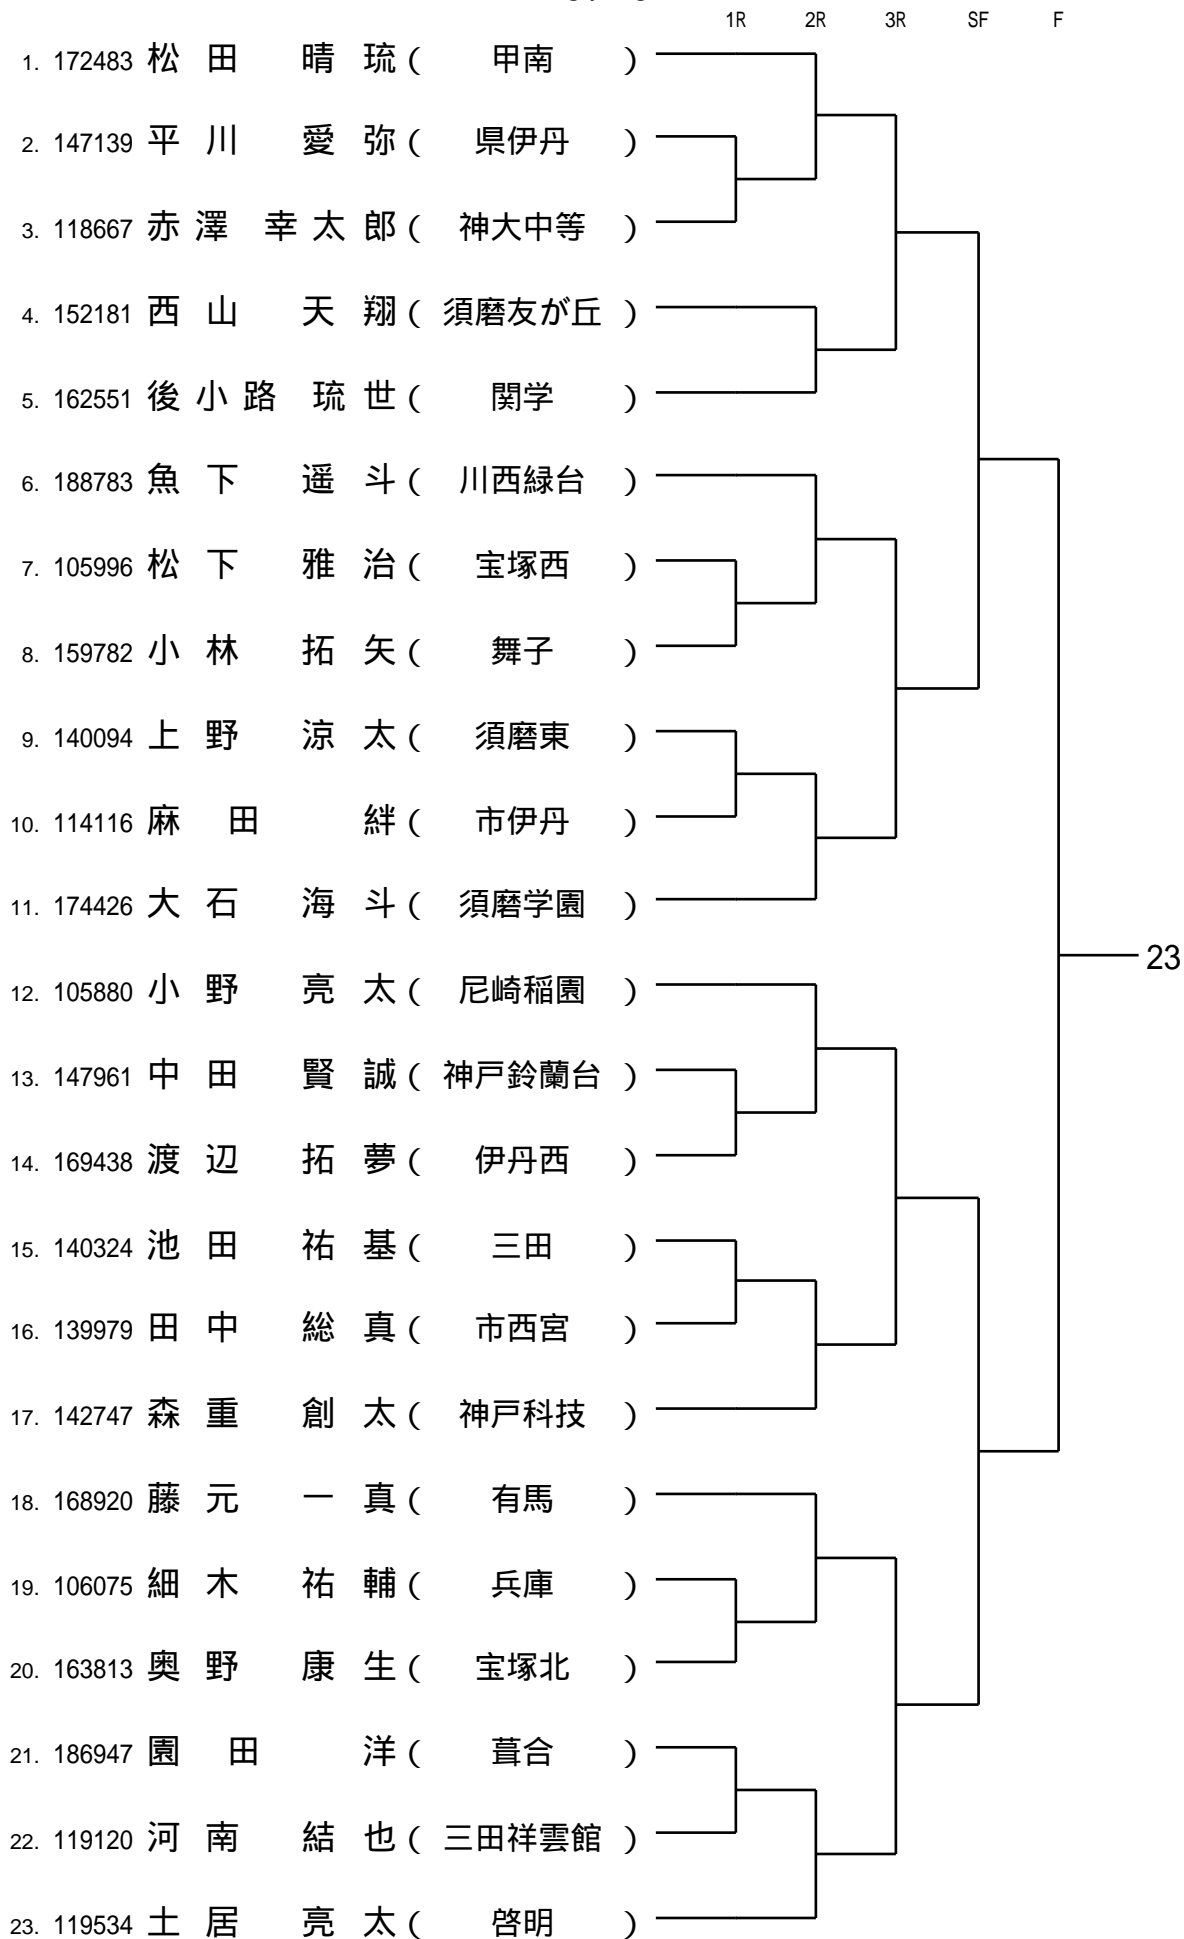 1R 2R 3R SF F
1. 172483 松田 晴琉 ( 甲南 )
2. 147139 平川 愛弥 ( 県伊丹 )
3. 118667 赤澤 幸太郎 ( 神大中等 )
4. 152181 西山 天翔 ( 須磨友が丘 )
5. 162551 後小路 琉世 ( 関学 )
6. 188783 魚下 遥斗 ( 川西緑台 )
7. 105996 松下 雅治 ( 宝塚西 )
8. 159782 小林 拓矢 ( 舞子 )
9. 140094 上野 涼太 ( 須磨東 )
10. 114116 麻田 絆 ( 市伊丹 )
11. 174426 大石 海斗 ( 須磨学園 )
23
12. 105880 小野 亮太 ( 尼崎稲園 )
13. 147961 中田 賢誠 ( 神戸鈴蘭台 )
14. 169438 渡辺 拓夢 ( 伊丹西 )
15. 140324 池田 祐基 ( 三田 )
16. 139979 田中 総真 ( 市西宮 )
17. 142747 森重 創太 ( 神戸科技 )
18. 168920 藤元 一真 ( 有馬 )
19. 106075 細木 祐輔 ( 兵庫 )
20. 163813 奥野 康生 ( 宝塚北 )
21. 186947 園田 洋 ( 葺合 )
22. 119120 河南 結也 ( 三田祥雲館 )
23. 119534 土居 亮太 ( 啓明 )